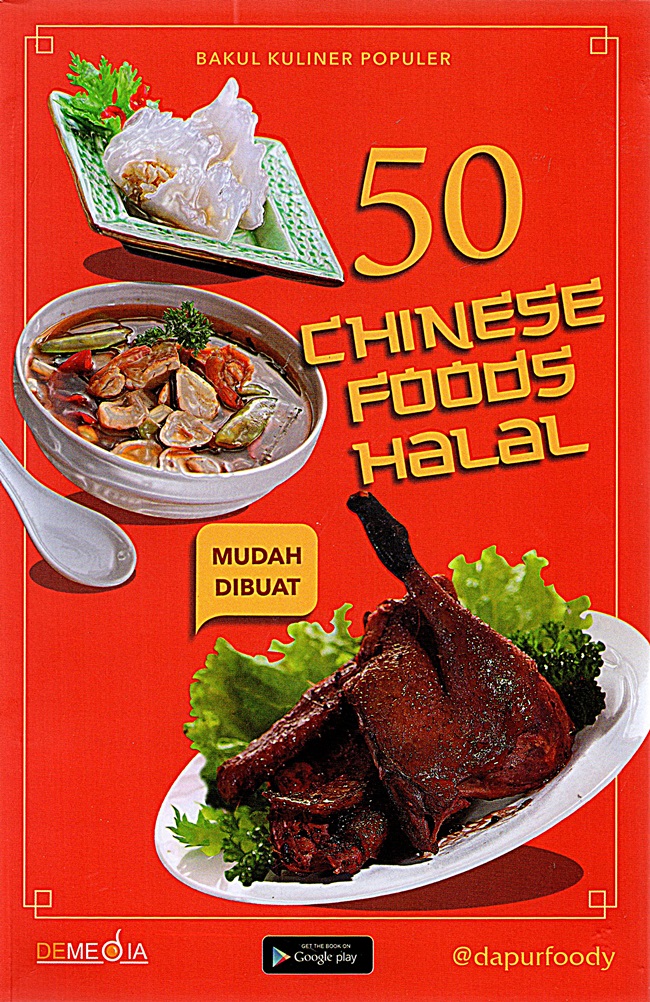 BAKUL KULINER POPULER
50
CHINESE
FOODS
HALAL
MUDAH
DIBUAT
DEMEDIA
GET THE BOOK ON
Google play
@dapurfoody